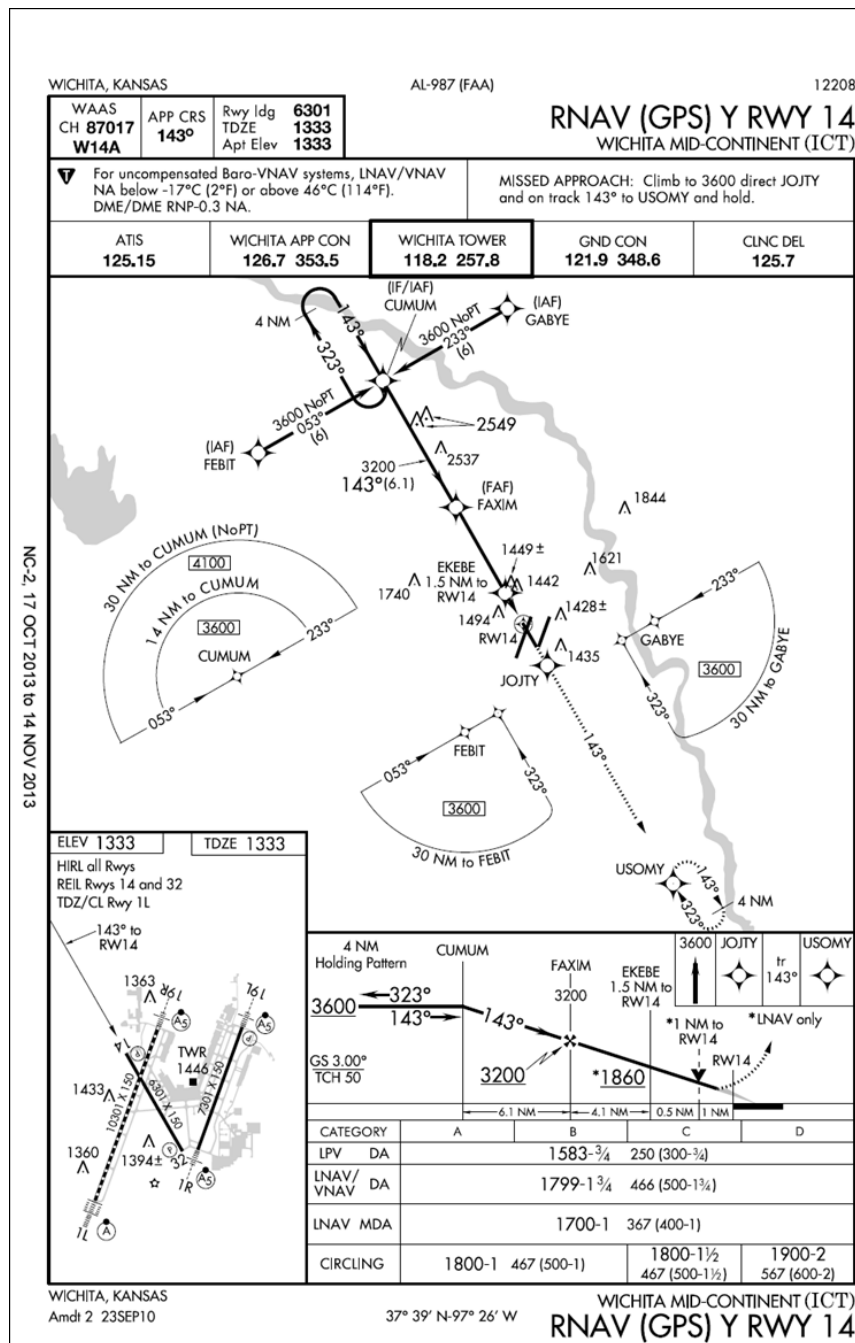 WICHITA, KANSAS
AL-987 (FAA)
12208
WAAS
CH 87017
W14A
APP CRS
143°
Rwy ldg 6301
TDZE 1333
Apt Elev 1333
RNAV (GPS) Y RWY 14
WICHITA MID-CONTINENT (ICT)
T
For uncompensated Baro-VNAV systems, LNAV/VNAV
NA below -17°C (2°F) or above 46°C (114°F).
DME/DME RNP-0.3 NA.
MISSED APPROACH: Climb to 3600 direct JOJTY
and on track 143° to USOMY and hold.
ATIS
125.15
WICHITA APP CON
126.7 353.5
WICHITA TOWER
118.2 257.8
GND CON
121.9 348.6
CLNC DEL
125.7
4 NM
143°
323°
(IF/IAF)
CUMUM
(IAF)
GABYE
3600 NoPT
233°
(6)
3600 NoPT
053°
(6)
(IAF)
FEBIT
2549
2537
3200
143° (6.1)
(FAF)
FAXIM
1844
1449 ±
EKEBE
1.5 NM to
RW14
1442
1621
1740
1494
1428 ±
RW14
1435
JOJTY
30 NM to CUMUM (NoPT)
4100
14 NM to CUMUM
3600
CUMUM
233°
053°
233°
GABYE
3600
323°
30 NM to GABYE
FEBIT
053°
323°
3600
30 NM to FEBIT
143°
USOMY
143°
323°
4 NM
NC-2, 17 OCT 2013 to 14 NOV 2013
ELEV 1333
TDZE 1333
HIRL all Rwys
REIL Rwys 14 and 32
TDZ/CL Rwy 1L
143° to
RW14
1363
19R
A5
19L
A5
14
P
P
TWR
1446
1433
10301 X 150
6301 X 150
7301 X 150
1360
1394 ±
P
32
1R
A5
1L
A
4 NM
Holding Pattern
CUMUM
FAXIM
3200
EKEBE
1.5 NM to
RW14
3600
JOJTY
tr
143°
USOMY
3600
323°
143°
143°
*1 NM to
RW14
*LNAV only
RW14
GS 3.00°
TCH 50
3200
*1860
6.1 NM
4.1 NM
0.5 NM
1 NM
CATEGORY A B C D
LPV DA 1583-¾ 250 (300-¾)
LNAV/
VNAV DA 1799-1¾ 466 (500-1¾)
LNAV MDA 1700-1 367 (400-1)
CIRCLING 1800-1 467 (500-1)
1800-1½
467 (500-1½)
1900-2
567 (600-2)
WICHITA, KANSAS
Amdt 2 23SEP10
37° 39' N-97° 26' W
WICHITA MID-CONTINENT (ICT)
RNAV (GPS) Y RWY 14